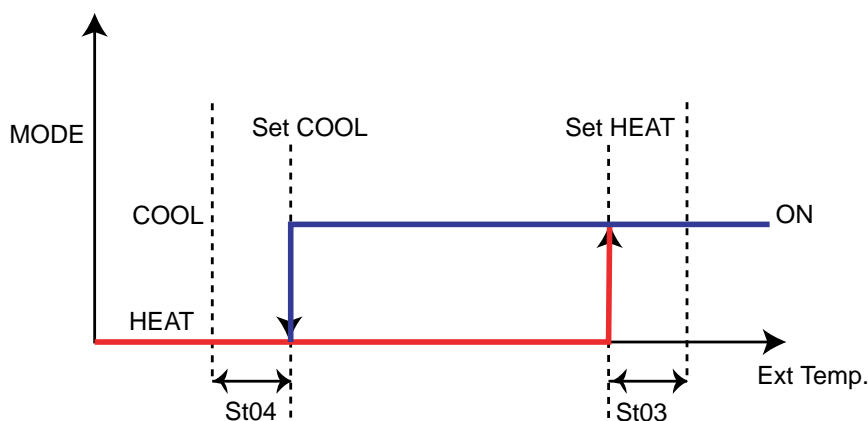 Set COOL
Set HEAT
MODE
COOL
ON
HEAT
Ext Temp.
St04
St03